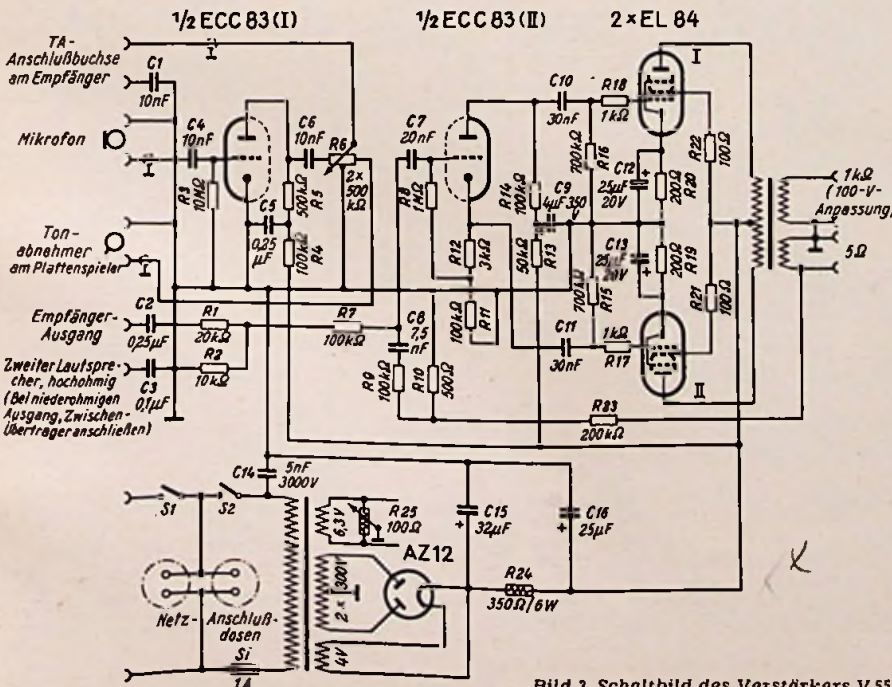 1/2 ECC 83 (I)
1/2 ECC 83 (II)
2 × EL 84
TA-
Anschlußbuchse
am Empfänger
C1
10nF
Mikrofon
C4
10nF
R3
10MΩ
Ton-
abnehmer
am Plattenspieler
I
I
I
C5
0,25
µF
C6
10nF
R5
500kΩ
R4
100kΩ
R6
2×
500
kΩ
Empfänger-
Ausgang
C2
0,25µF
R1
20kΩ
R2
10kΩ
Zweiter Lautspre-
cher, hochohmig
(Bei niederohmigen
Ausgang, Zwischen-
übertrager anschließen)
C3
0,1µF
R7
100kΩ
C7
20nF
R8
1MΩ
C8
7,5
nF
R9
100kΩ
R10
500Ω
R12
3kΩ
R11
100kΩ
R14
100kΩ
C9
4µF 350
V
R13
50kΩ
C10
30nF
C11
30nF
R16
700kΩ
R15
700kΩ
R18
1kΩ
1kΩ
R17
C12
25µF
20V
C13
25µF
20V
R20
200Ω
R19
200Ω
R22
100Ω
R21
100Ω
I
II
1kΩ
(100-V-
Anpassung)
5Ω
R23
200kΩ
C14
5nF
3000V
S1
S2
Netz-
Anschluß-
dosen
Si
1A
6,3V
2 × 300V
4V
R25
100Ω
AZ12
C15
32µF
+
C16
25µF
+
R24
350Ω/6W
X
Bild 3. Schaltbild des Verstärkers V 55